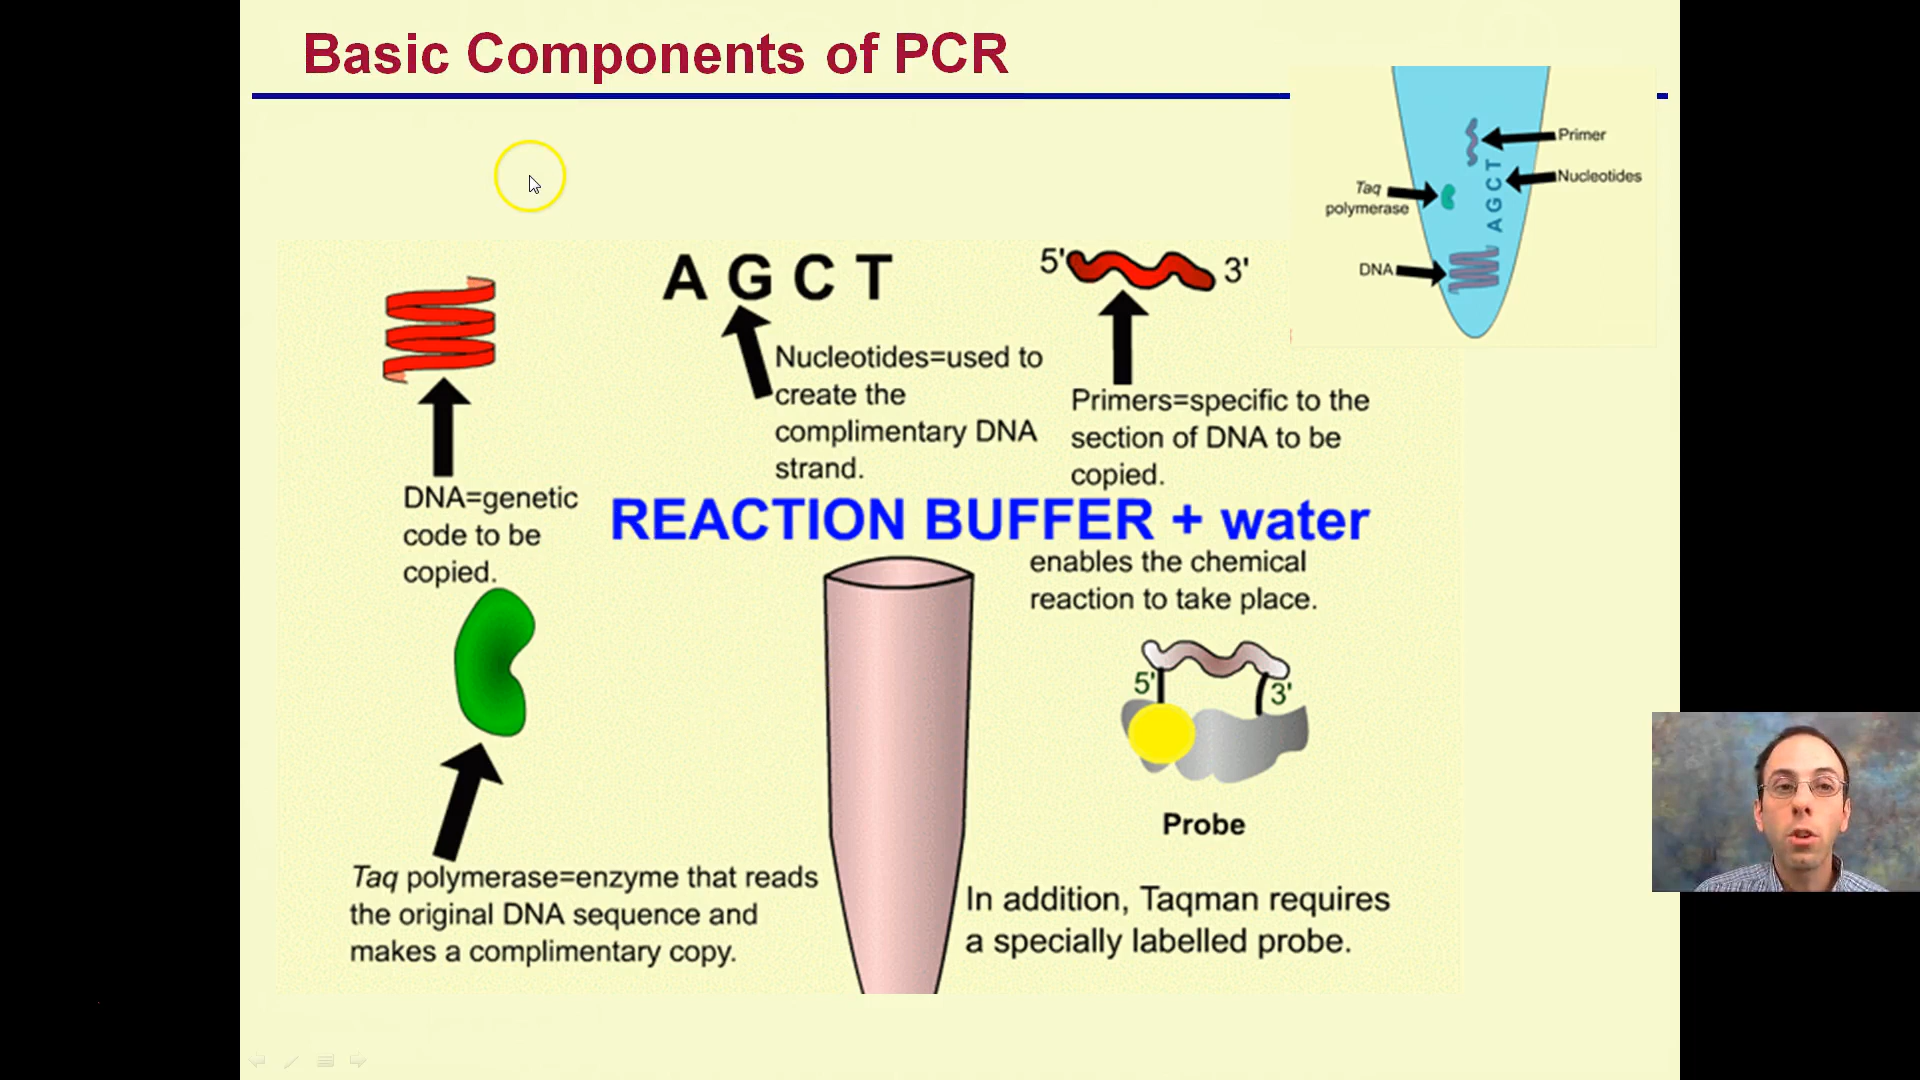 Basic Components of PCR
Primer
Nucleotides
Taq
polymerase
A G C T
DNA
A G C T
5'
3'
Nucleotides=used to
create the
complimentary DNA
strand.
Primers=specific to the
section of DNA to be
copied.
DNA=genetic
code to be
copied.
REACTION BUFFER + water
enables the chemical
reaction to take place.
5'
3'
Probe
Taq polymerase=enzyme that reads
the original DNA sequence and
makes a complimentary copy.
In addition, Taqman requires
a specially labelled probe.